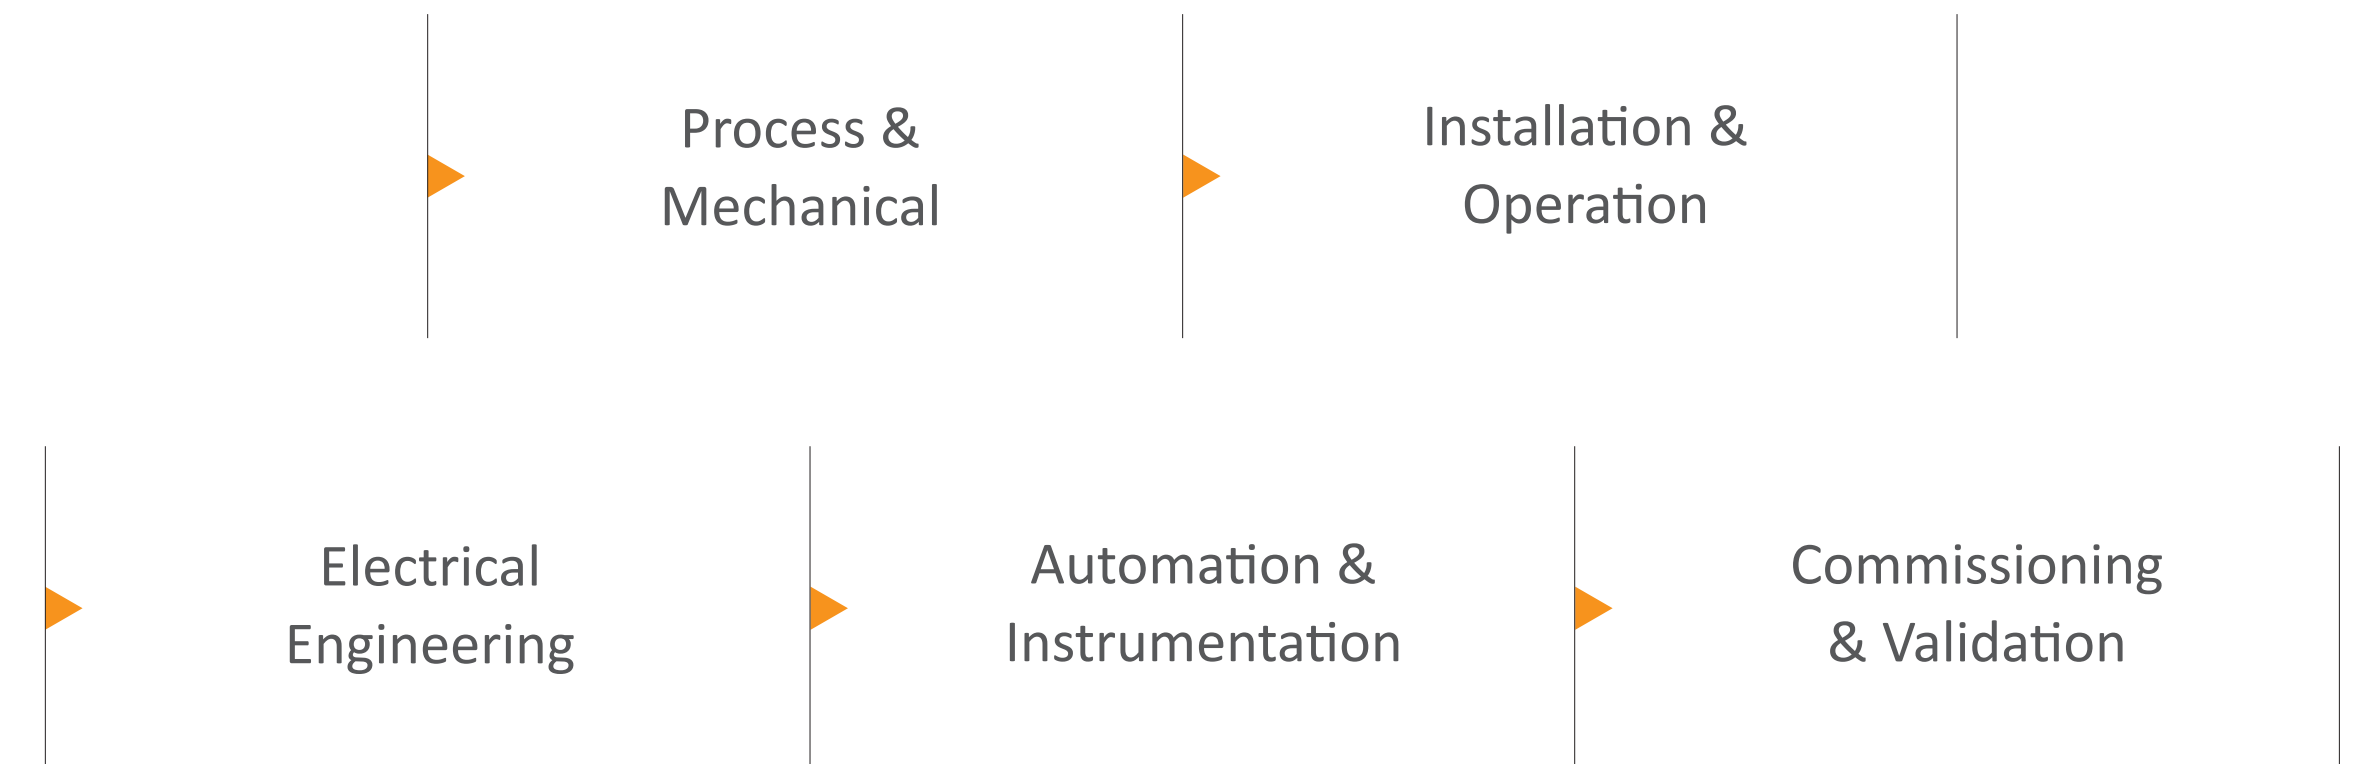 Process &
Mechanical
Installation &
Operation
Electrical
Engineering
Automation &
Instrumentation
Commissioning
& Validation